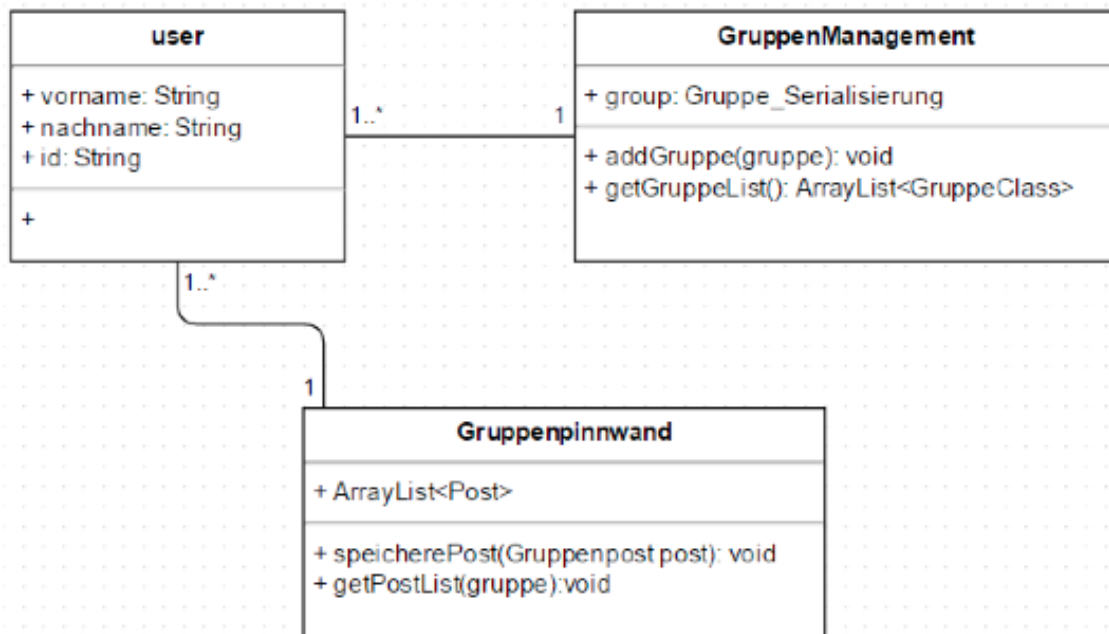 user
+ vorname: String
+ nachname: String
+ id: String
+
1..*
1
GruppenManagement
+ group: Gruppe_Serialisierung
+ addGruppe(gruppe): void
+ getGruppeList(): ArrayList<GruppeClass>
1..*
1
Gruppenpinnwand
+ ArrayList<Post>
+ speicherePost(Gruppenpost post): void
+ getPostList(gruppe):void